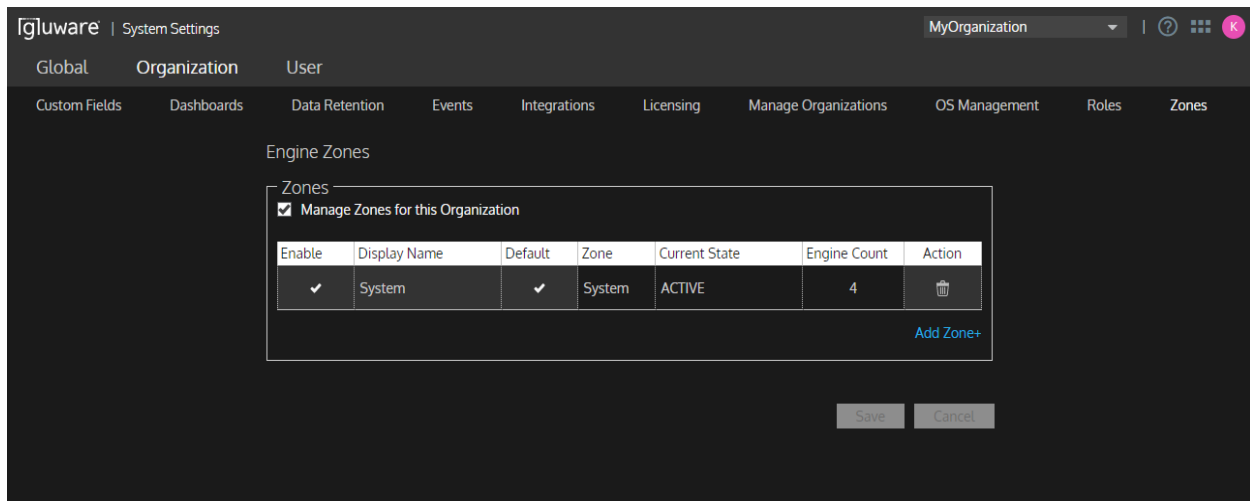 [g]luware | System Settings MyOrganization | ? K
Global Organization User
Custom Fields Dashboards Data Retention Events Integrations Licensing Manage Organizations OS Management Roles Zones
Engine Zones
Zones
Manage Zones for this Organization
Enable Display Name Default Zone Current State Engine Count Action
System System ACTIVE 4
Add Zone+
Save Cancel